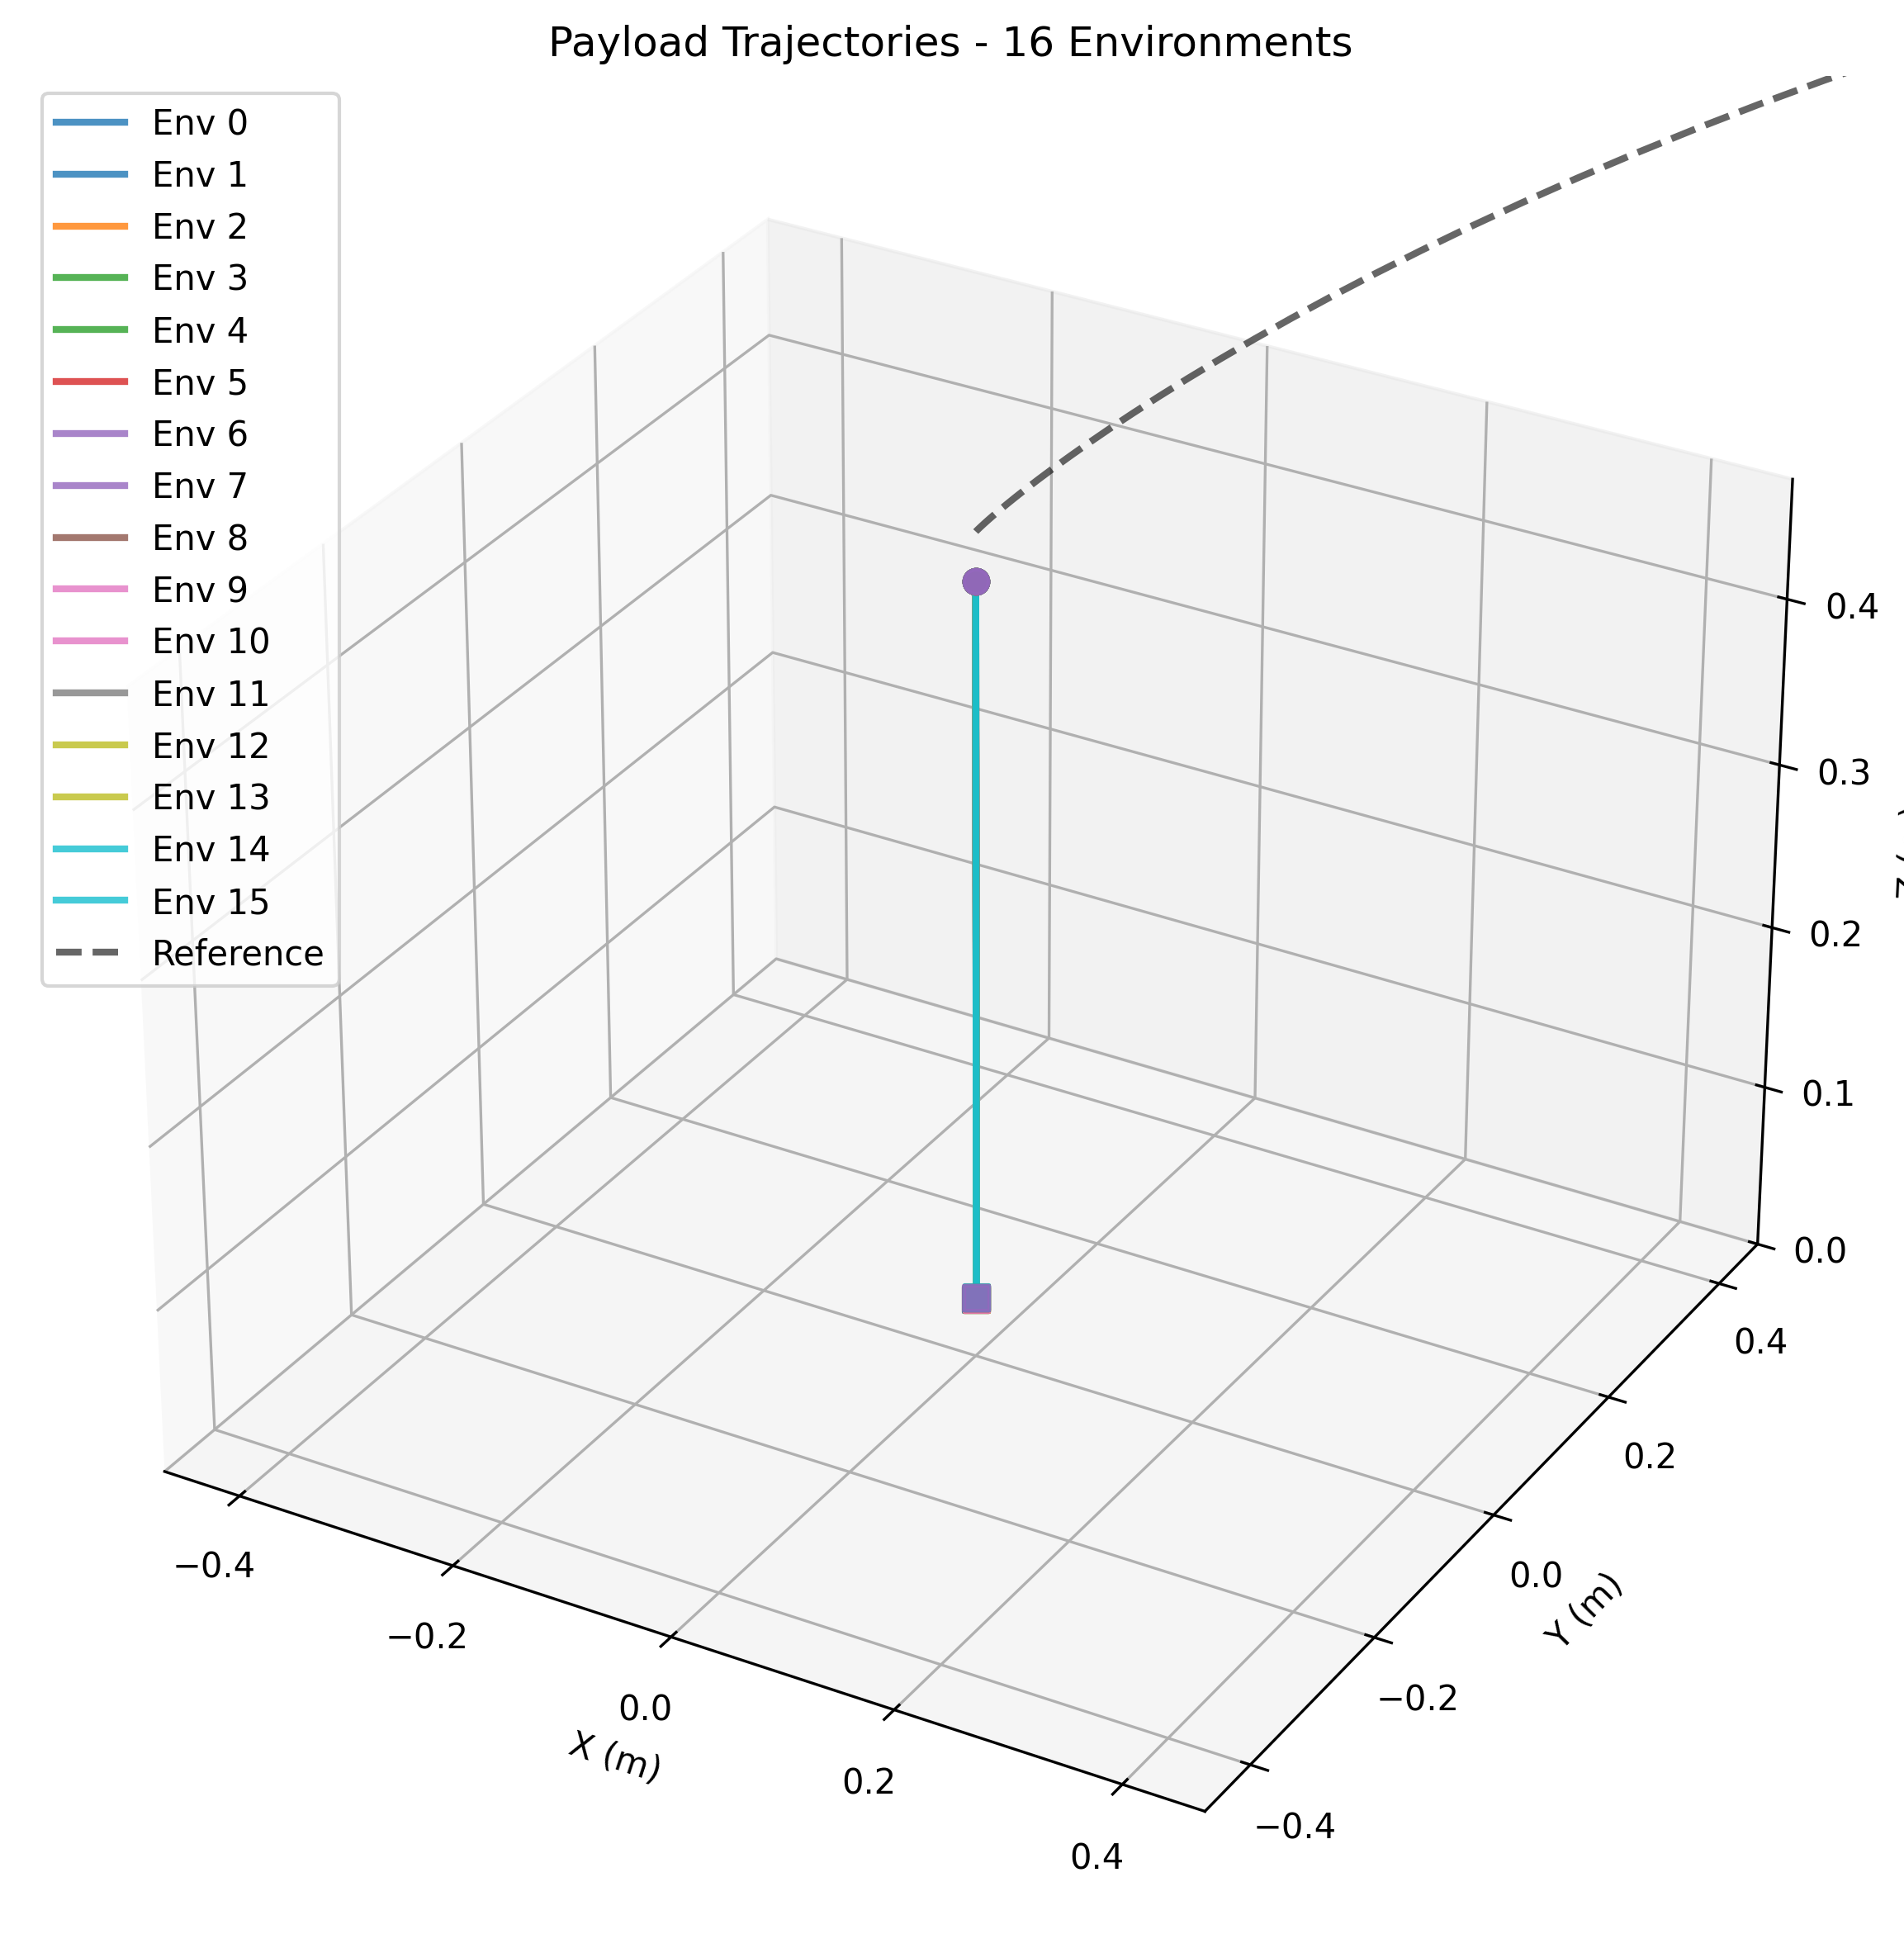 Payload Trajectories - 16 Environments
Env 0
Env 1
Env 2
Env 3
Env 4
Env 5
Env 6
Env 7
Env 8
Env 9
Env 10
Env 11
Env 12
Env 13
Env 14
Env 15
Reference
0.4
0.3
0.2
0.1
0.0
0.4
0.2
0.0
−0.2
−0.4
Y (m)
−0.4
−0.2
0.0
0.2
0.4
X (m)